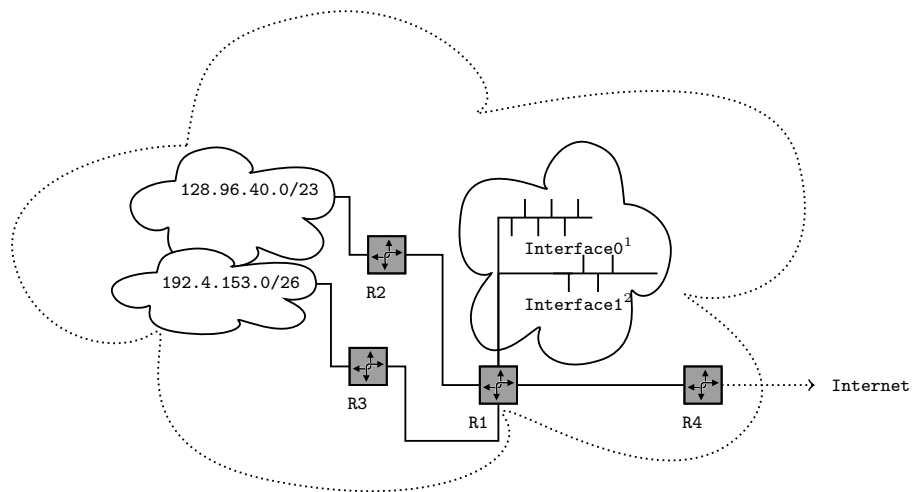 128.96.40.0/23
Interface0¹
192.4.153.0/26
R2
Interface1²
R3
R1
R4
Internet